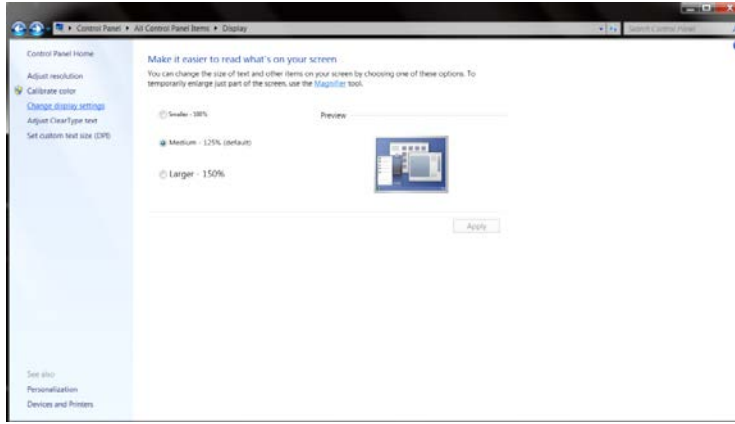 Control Panel ▸ All Control Panel Items ▸ Display
Search Control Panel
Control Panel Home
Adjust resolution
Calibrate color
Change display settings
Adjust ClearType text
Set custom text size (DPI)
See also
Personalization
Devices and Printers
Make it easier to read what's on your screen
You can change the size of text and other items on your screen by choosing one of these options. To
temporarily enlarge just part of the screen, use the Magnifier tool.
Smaller - 100%
Preview
Medium - 125% (default)
Larger - 150%
Apply